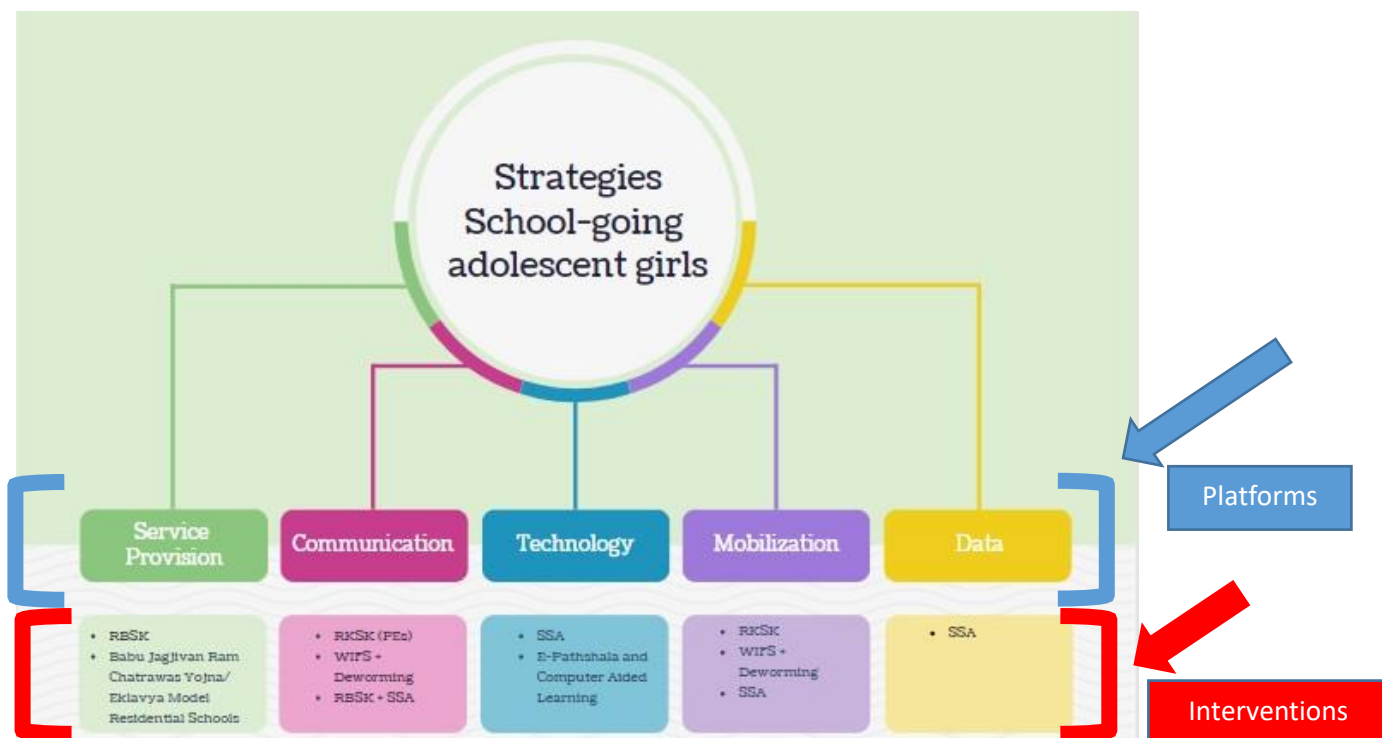 Strategies
School-going
adolescent girls
Platforms
Service
Provision
Communication
Technology
Mobilization
Data
• RBSK
• Babu Jagjivan Ram
Chatrawas Yojna/
Eklavya Model
Residential Schools
• RKSK (PEs)
• WIFS +
Deworming
• RBSK + SSA
• SSA
• E-Pathshala and
Computer Aided
Learning
• RKSK
• WIFS +
Deworming
• SSA
• SSA
Interventions